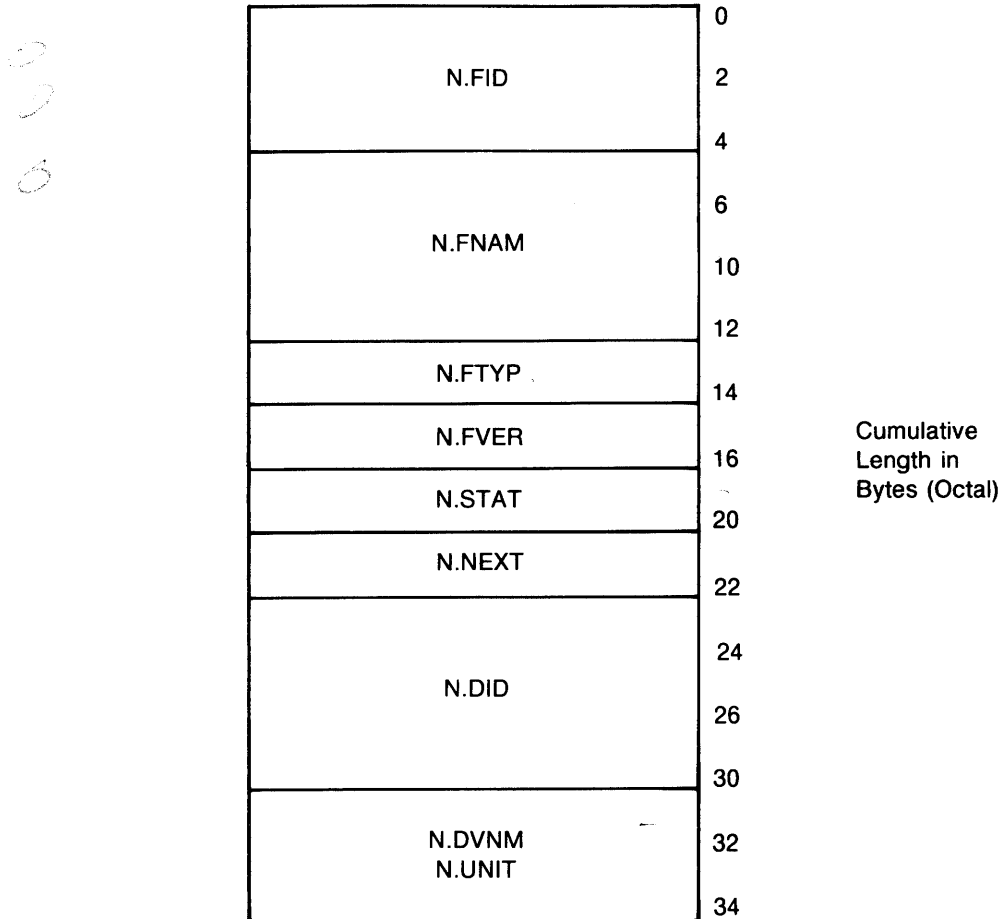 0
N.FID
2
4
6
N.FNAM
10
12
N.FTYP
14
N.FVER
16
Cumulative
Length in
Bytes (Octal)
N.STAT
20
N.NEXT
22
24
N.DID
26
30
N.DVNM
32
N.UNIT
34